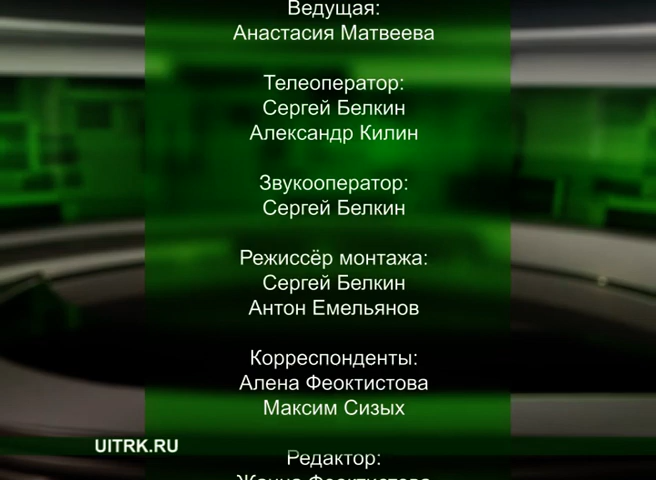 Ведущая:
Анастасия Матвеева
Телеоператор:
Сергей Белкин
Александр Килин
Звукооператор:
Сергей Белкин
Режиссёр монтажа:
Сергей Белкин
Антон Емельянов
Корреспонденты:
Алена Феоктистова
Максим Сизых
UITRK.RU
Редактор: